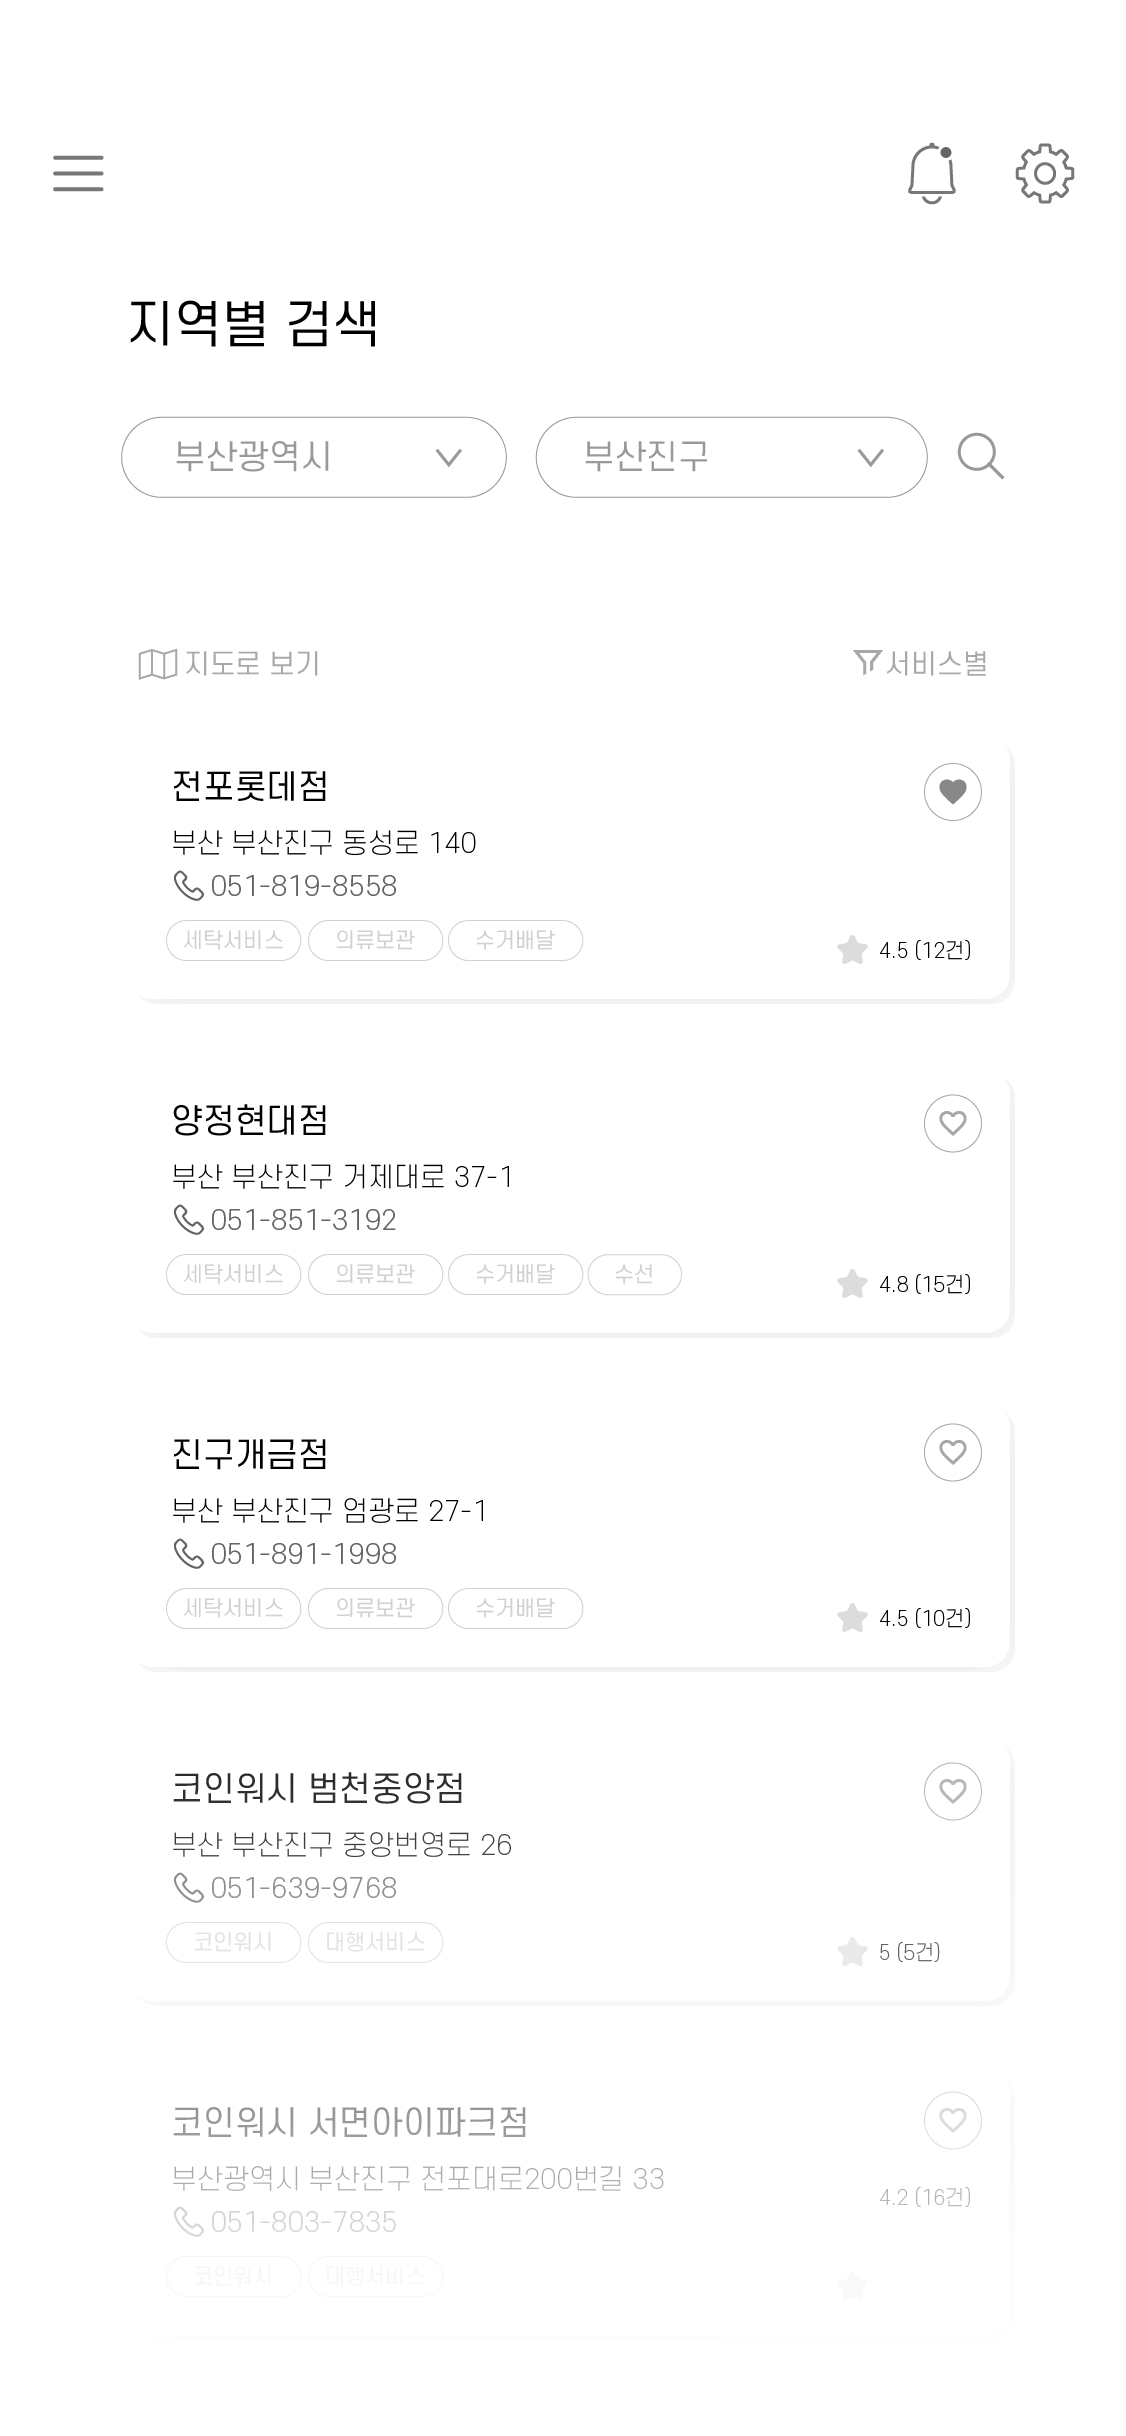 지역별 검색
부산광역시 부산진구
지도로 보기 서비스별
전포롯데점
부산 부산진구 동성로 140
051-819-8558
세탁서비스 의류보관 수거배달 4.5 (12건)
양정현대점
부산 부산진구 거제대로 37-1
051-851-3192
세탁서비스 의류보관 수거배달 수선 4.8 (15건)
진구개금점
부산 부산진구 엄광로 27-1
051-891-1998
세탁서비스 의류보관 수거배달 4.5 (10건)
코인워시 범천중앙점
부산 부산진구 중앙번영로 26
051-639-9768
코인워시 대행서비스 5 (5건)
코인워시 서면아이파크점
부산광역시 부산진구 전포대로200번길 33
4.2 (16건)
051-803-7835
코인워시 대행서비스